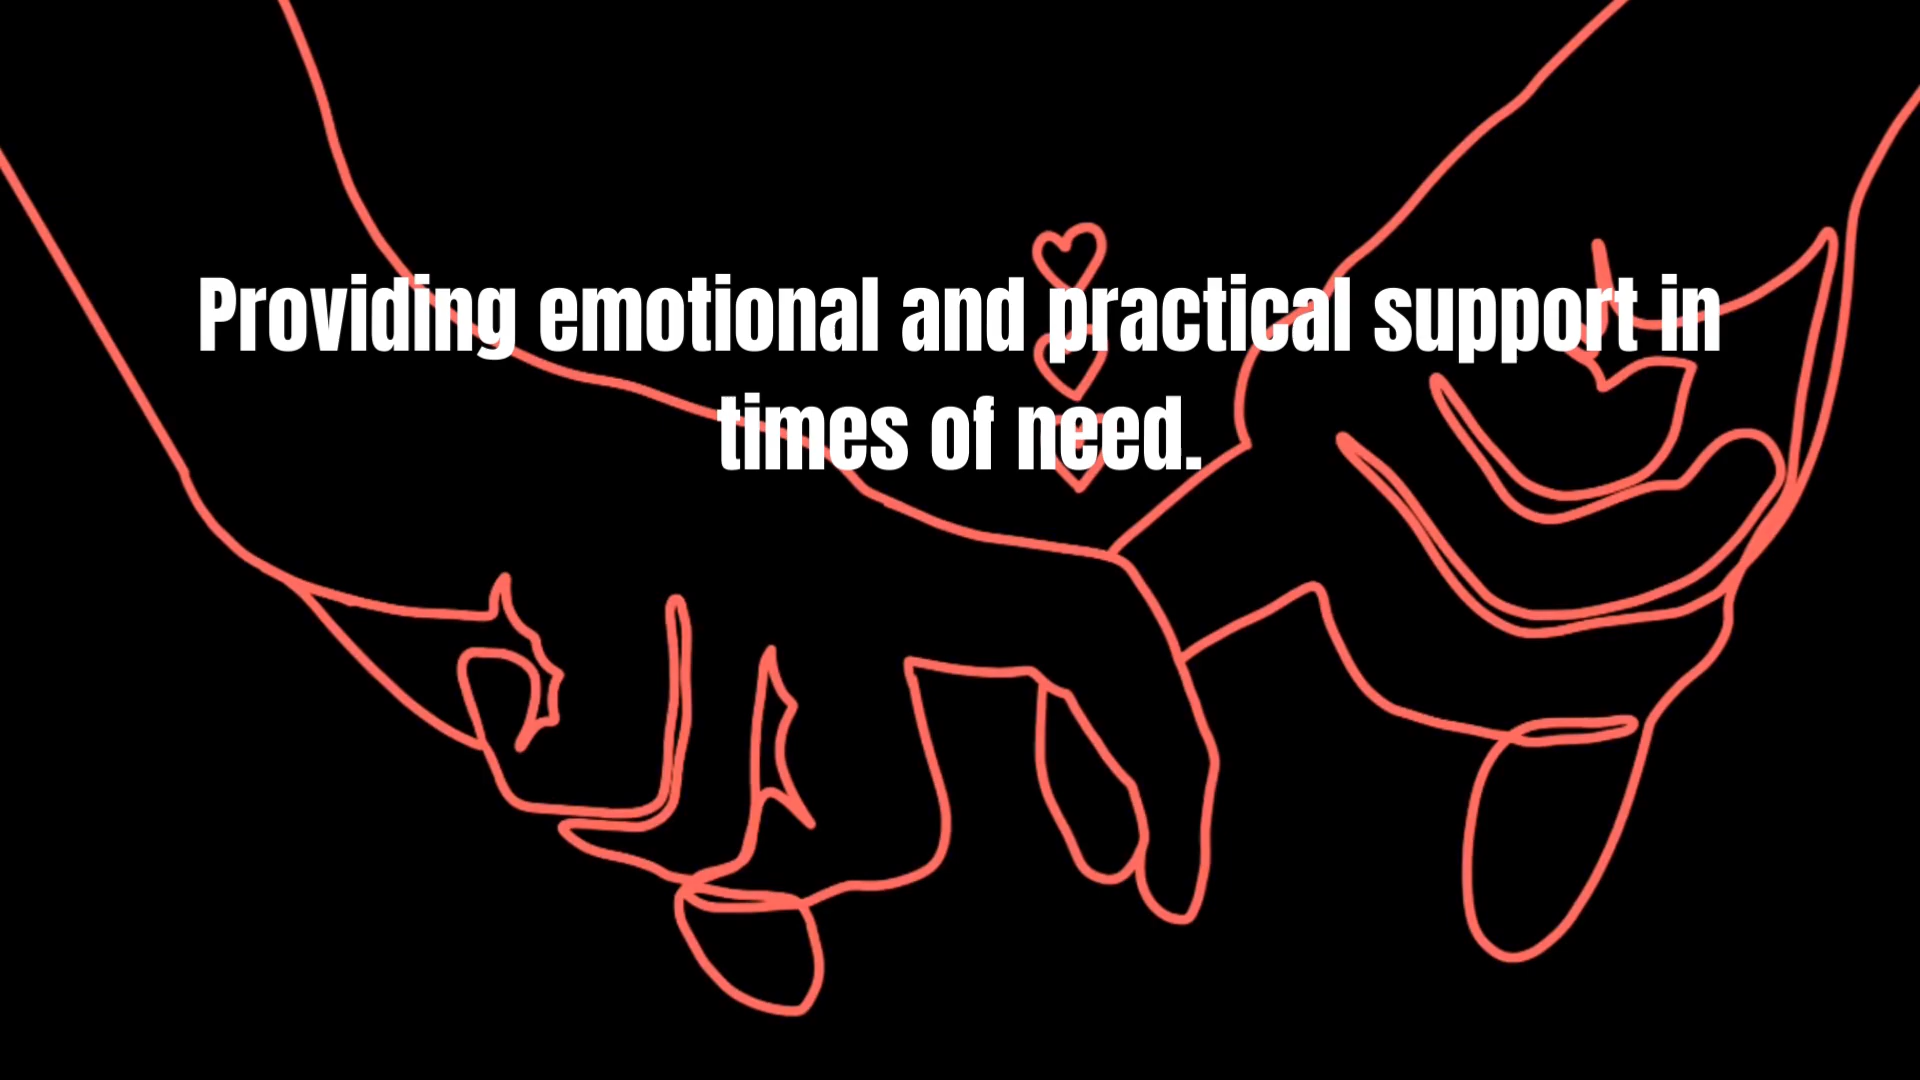 Providing emotional and practical support in
times of need.